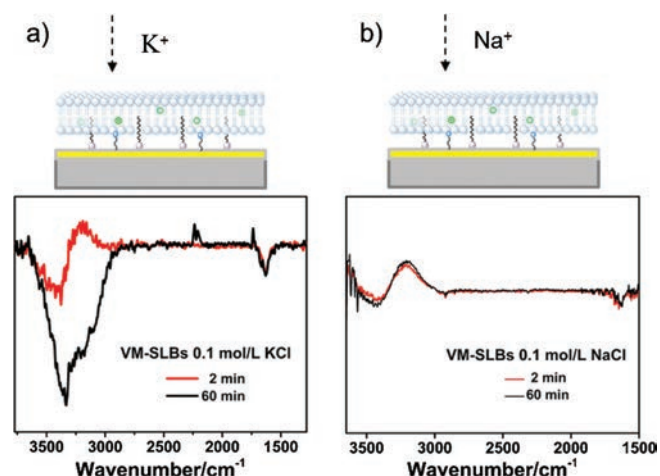 a)
K+
3500 3000 2500 2000 1500
Wavenumber/cm-1
VM-SLBs 0.1 mol/L KCl
2 min
60 min
b)
Na+
3500 3000 2500 2000 1500
Wavenumber/cm-1
VM-SLBs 0.1 mol/L NaCl
2 min
60 min